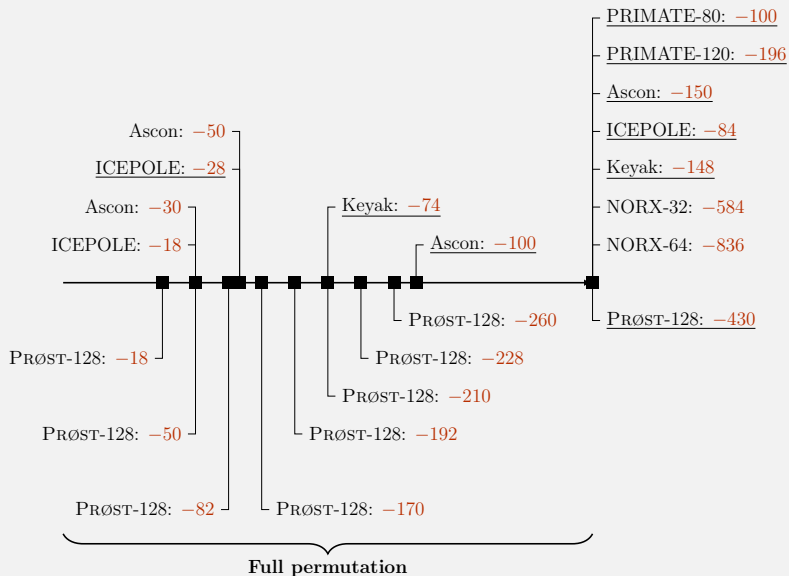 PRIMATE-80: −100
PRIMATE-120: −196
Ascon: −150
Ascon: −50
ICEPOLE: −84
ICEPOLE: −28
Keyak: −148
Ascon: −30
Keyak: −74
NORX-32: −584
ICEPOLE: −18
Ascon: −100
NORX-64: −836
PRØST-128: −260
PRØST-128: −430
PRØST-128: −18
PRØST-128: −228
PRØST-128: −210
PRØST-128: −50
PRØST-128: −192
PRØST-128: −82
PRØST-128: −170
Full permutation